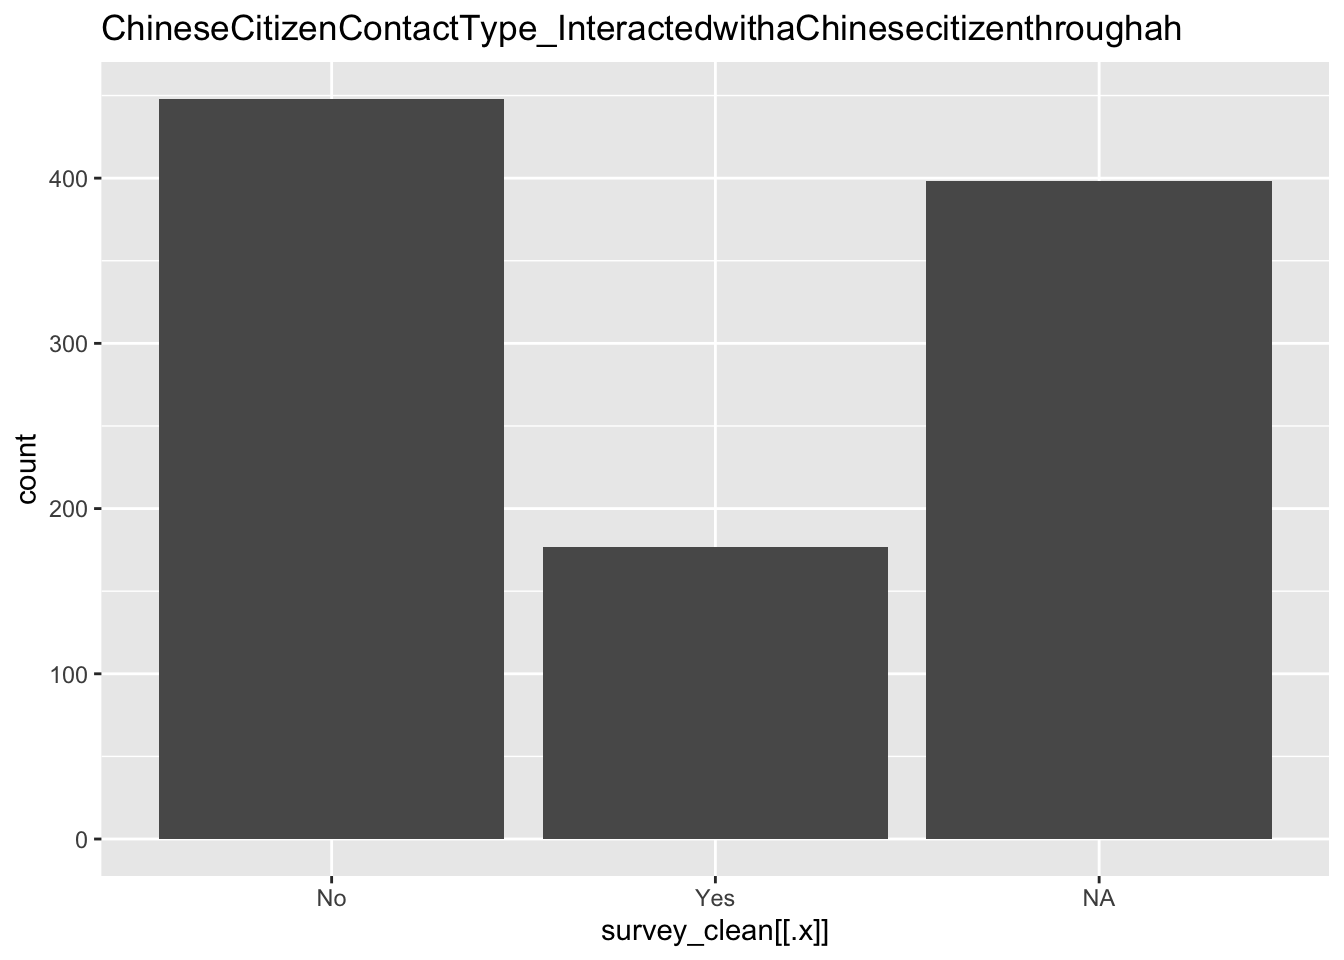 ChineseCitizenContactType_InteractedwithaChinesecitizenthroughah
400
300
200
100
0
count
No Yes NA
survey_clean[[.x]]